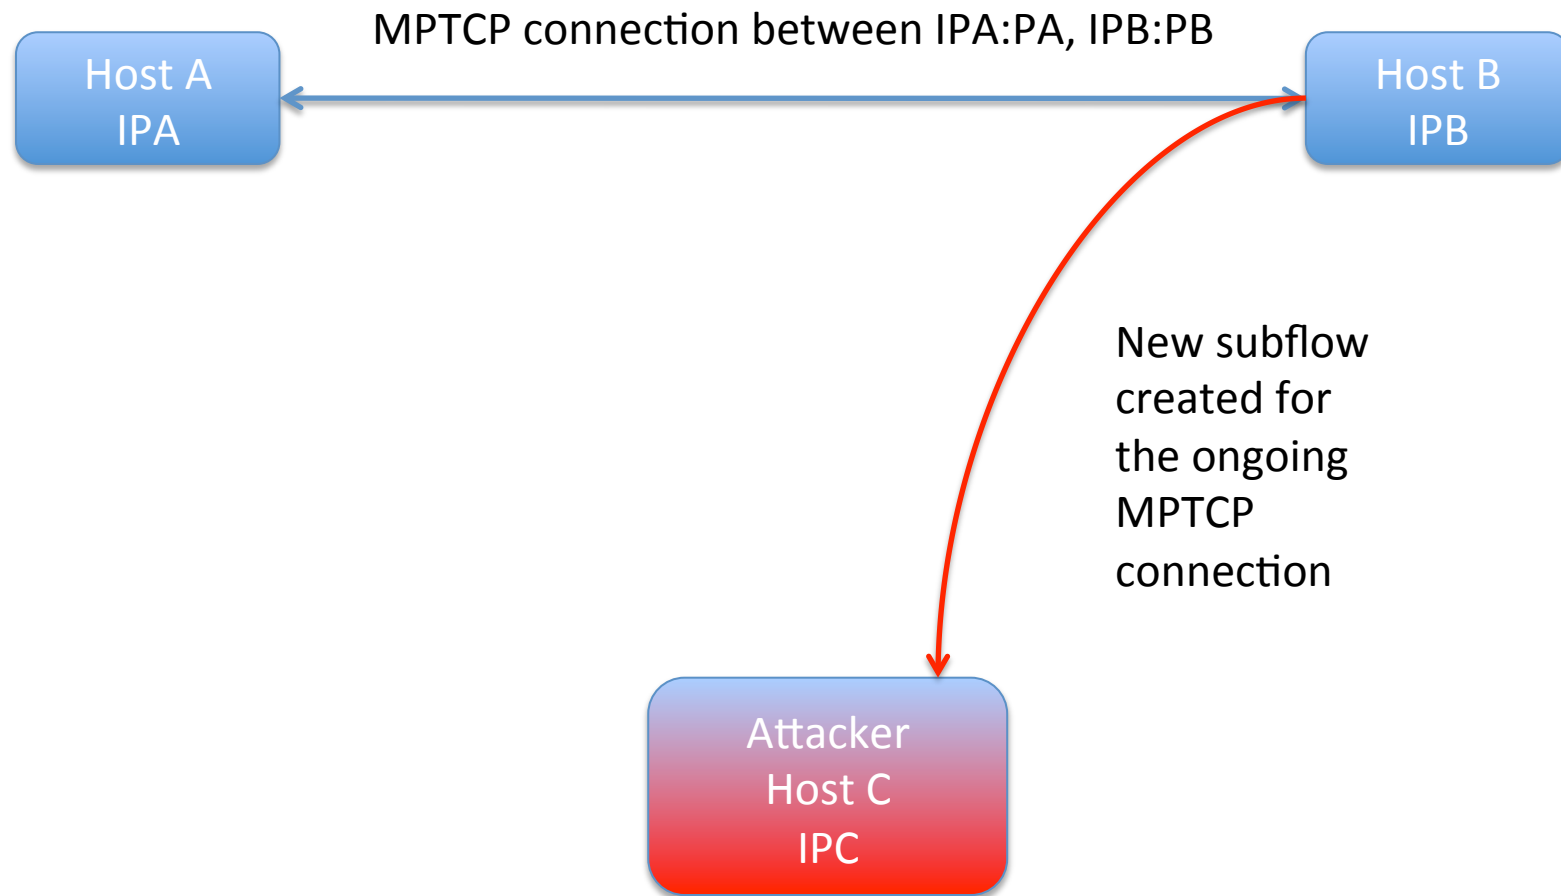 MPTCP connection between IPA:PA, IPB:PB
Host A
IPA
Host B
IPB
New subflow
created for
the ongoing
MPTCP
connection
Attacker
Host C
IPC